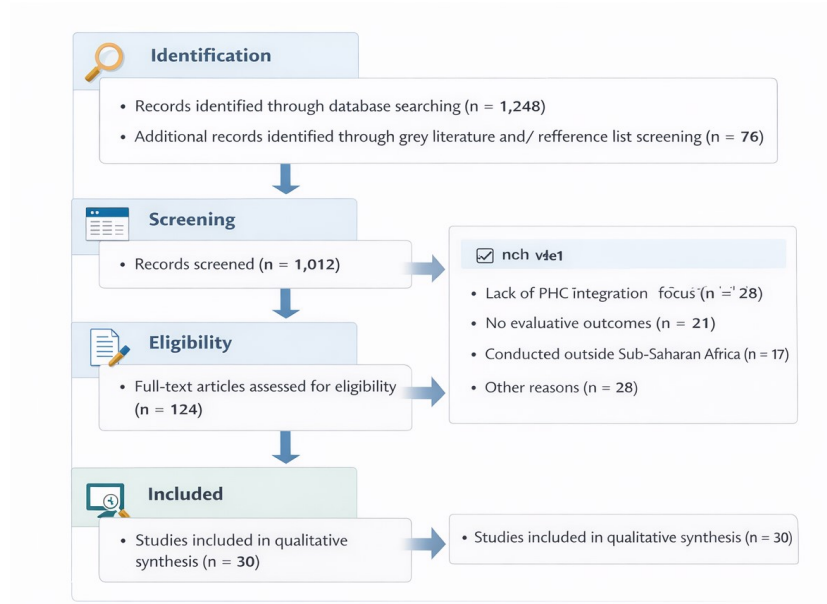 Identification
• Records identified through database searching (n = 1,248)
• Additional records identified through grey literature and/ refference list screening (n = 76)
Screening
• Records screened (n = 1,012)
• Lack of PHC integration focus (n = 28)
• No evaluative outcomes (n = 21)
• Conducted outside Sub-Saharan Africa (n = 17)
• Other reasons (n = 28)
Eligibility
• Full-text articles assessed for eligibility
(n = 124)
Included
• Studies included in qualitative
synthesis (n = 30)
• Studies included in qualitative synthesis (n = 30)